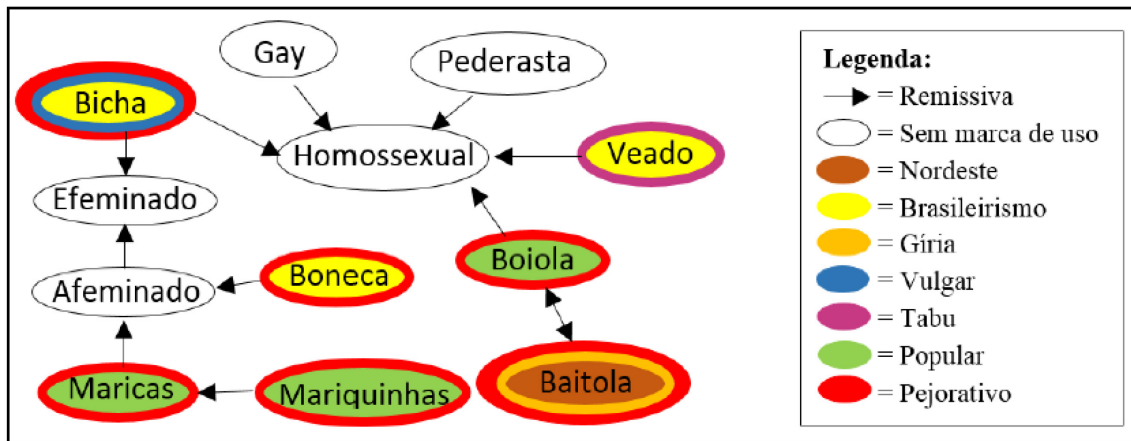 Gay
Pederasta
Bicha
Homossexual
Veado
Efeminado
Boiola
Boneca
Afeminado
Maricas
Mariquinhas
Baitola
Legenda:
= Remissiva
= Sem marca de uso
= Nordeste
= Brasileirismo
= Gíria
= Vulgar
= Tabu
= Popular
= Pejorativo